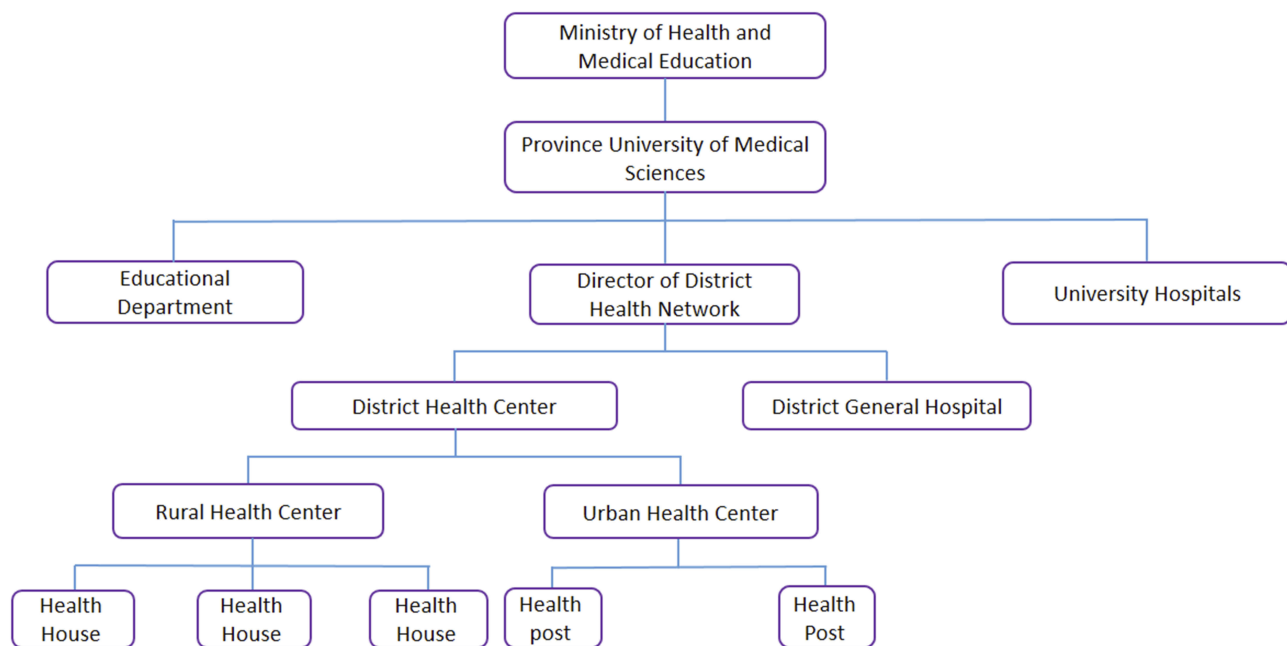 Ministry of Health and
Medical Education
Province University of Medical
Sciences
Educational
Department
Director of District
Health Network
University Hospitals
District Health Center
District General Hospital
Rural Health Center
Urban Health Center
Health
House
Health
House
Health
House
Health
post
Health
Post